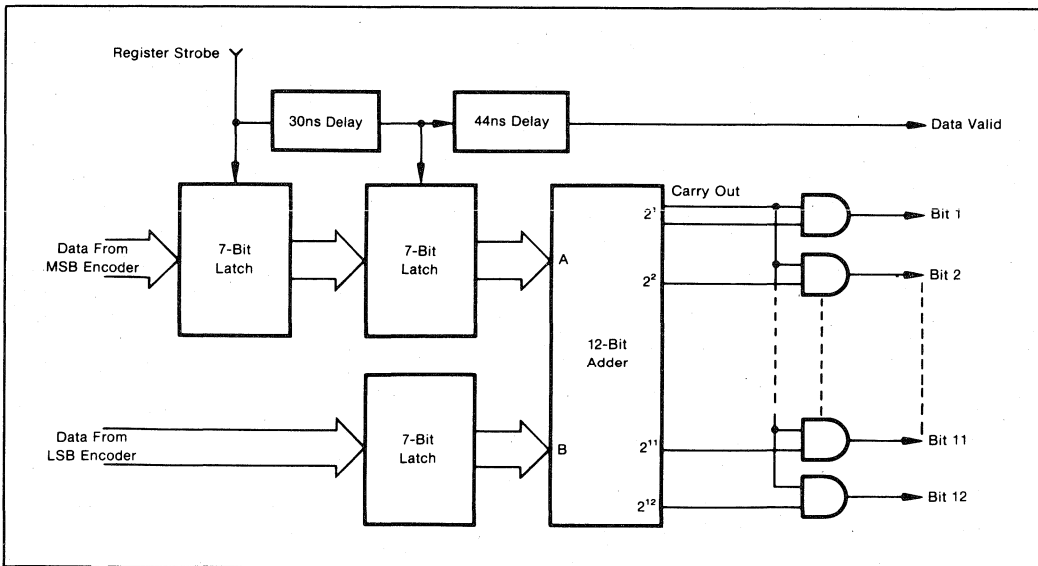 Register Strobe
30ns Delay
44ns Delay
Data Valid
Carry Out
7-Bit
Latch
7-Bit
Latch
2¹
Bit 1
Data From
MSB Encoder
A
2²
Bit 2
12-Bit
Adder
Data From
LSB Encoder
7-Bit
Latch
B
2¹¹
Bit 11
2¹²
Bit 12